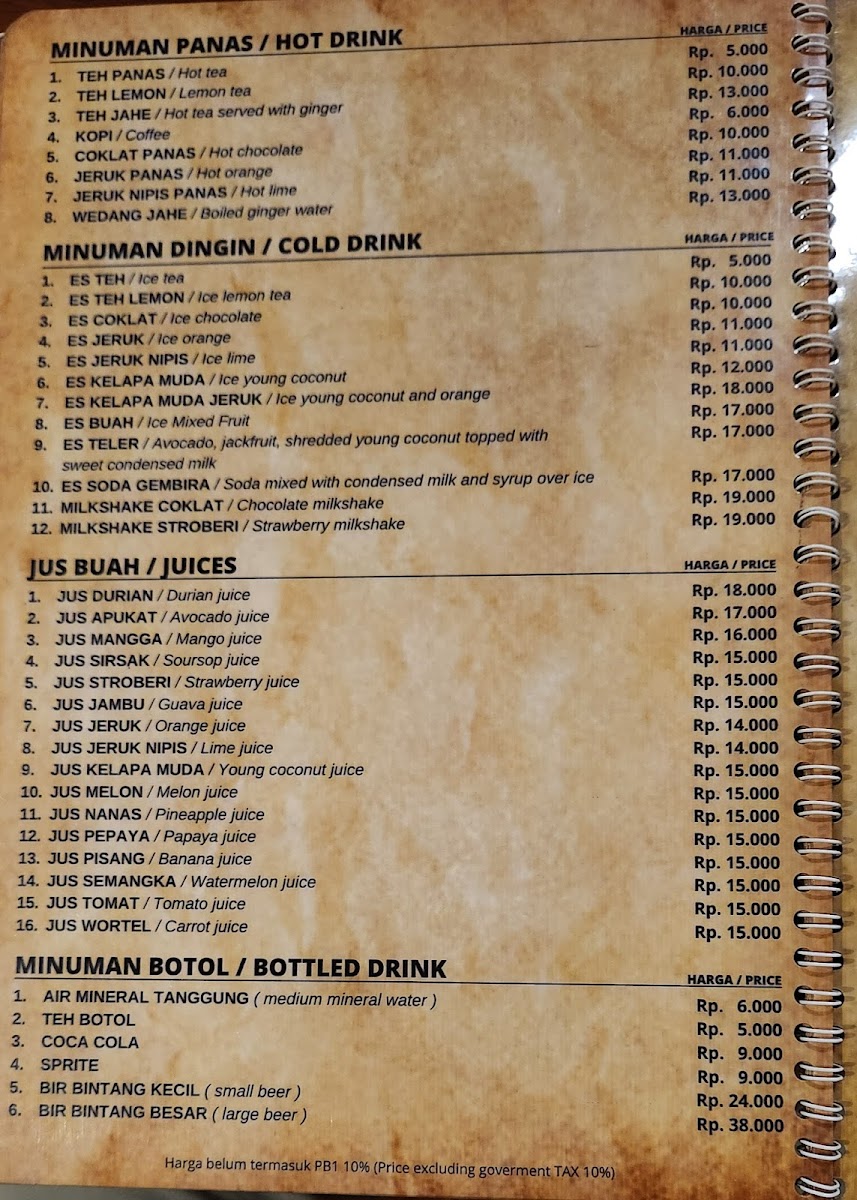 MINUMAN PANAS / HOT DRINK HARGA / PRICE
1. TEH PANAS / Hot tea Rp. 5.000
2. TEH LEMON / Lemon tea Rp. 10.000
3. TEH JAHE / Hot tea served with ginger Rp. 13.000
4. KOPI / Coffee Rp. 6.000
5. COKLAT PANAS / Hot chocolate Rp. 10.000
6. JERUK PANAS / Hot orange Rp. 11.000
7. JERUK NIPIS PANAS / Hot lime Rp. 11.000
8. WEDANG JAHE / Boiled ginger water Rp. 13.000
MINUMAN DINGIN / COLD DRINK HARGA / PRICE
1. ES TEH / Ice tea Rp. 5.000
2. ES TEH LEMON / Ice lemon tea Rp. 10.000
3. ES COKLAT / Ice chocolate Rp. 10.000
4. ES JERUK / Ice orange Rp. 11.000
5. ES JERUK NIPIS / Ice lime Rp. 11.000
6. ES KELAPA MUDA / Ice young coconut Rp. 12.000
7. ES KELAPA MUDA JERUK / Ice young coconut and orange Rp. 18.000
8. ES BUAH / Ice Mixed Fruit Rp. 17.000
9. ES TELER / Avocado, jackfruit, shredded young coconut topped with Rp. 17.000
sweet condensed milk
10. ES SODA GEMBIRA / Soda mixed with condensed milk and syrup over ice Rp. 17.000
11. MILKSHAKE COKLAT / Chocolate milkshake Rp. 19.000
12. MILKSHAKE STROBERI / Strawberry milkshake Rp. 19.000
JUS BUAH / JUICES HARGA / PRICE
1. JUS DURIAN / Durian juice Rp. 18.000
2. JUS APUKAT / Avocado juice Rp. 17.000
3. JUS MANGGA / Mango juice Rp. 16.000
4. JUS SIRSAK / Soursop juice Rp. 15.000
5. JUS STROBERI / Strawberry juice Rp. 15.000
6. JUS JAMBU / Guava juice Rp. 15.000
7. JUS JERUK / Orange juice Rp. 14.000
8. JUS JERUK NIPIS / Lime juice Rp. 14.000
9. JUS KELAPA MUDA / Young coconut juice Rp. 15.000
10. JUS MELON / Melon juice Rp. 15.000
11. JUS NANAS / Pineapple juice Rp. 15.000
12. JUS PEPAYA / Papaya juice Rp. 15.000
13. JUS PISANG / Banana juice Rp. 15.000
14. JUS SEMANGKA / Watermelon juice Rp. 15.000
15. JUS TOMAT / Tomato juice Rp. 15.000
16. JUS WORTEL / Carrot juice Rp. 15.000
MINUMAN BOTOL / BOTTLED DRINK HARGA / PRICE
1. AIR MINERAL TANGGUNG ( medium mineral water ) Rp. 6.000
2. TEH BOTOL Rp. 5.000
3. COCA COLA Rp. 9.000
4. SPRITE Rp. 9.000
5. BIR BINTANG KECIL ( small beer ) Rp. 24.000
6. BIR BINTANG BESAR ( large beer ) Rp. 38.000
Harga belum termasuk PB1 10% (Price excluding goverment TAX 10%)